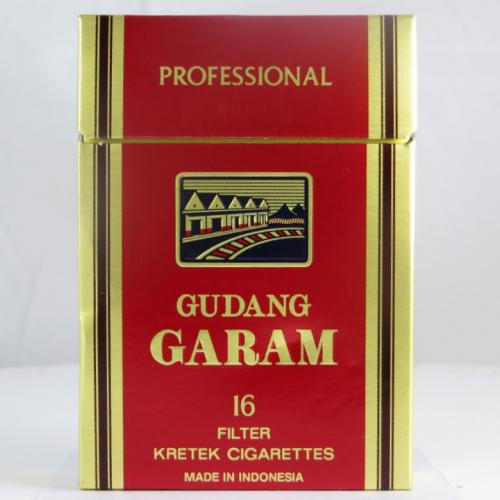 PROFESSIONAL
GUDANG
GARAM
16
FILTER
KRETEK CIGARETTES
MADE IN INDONESIA